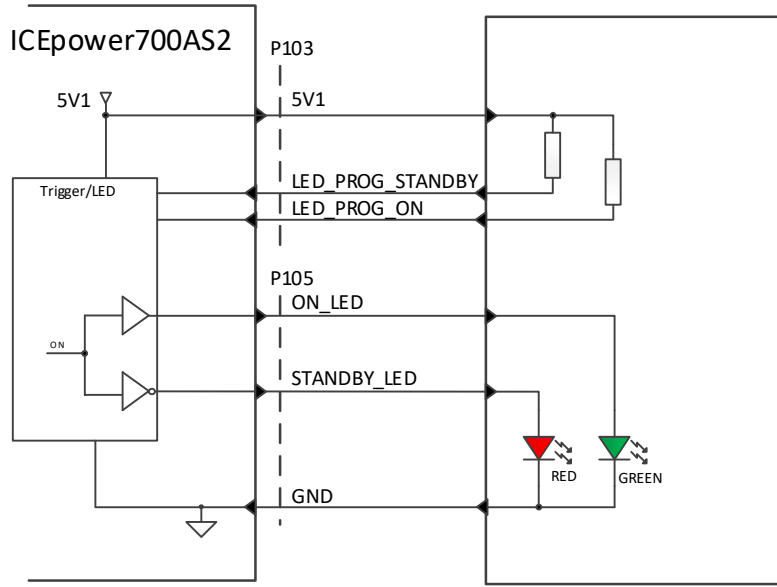 ICEpower700AS2
P103
5V1
5V1
Trigger/LED
LED_PROG_STANDBY
LED_PROG_ON
P105
ON_LED
ON
STANDBY_LED
RED
GREEN
GND